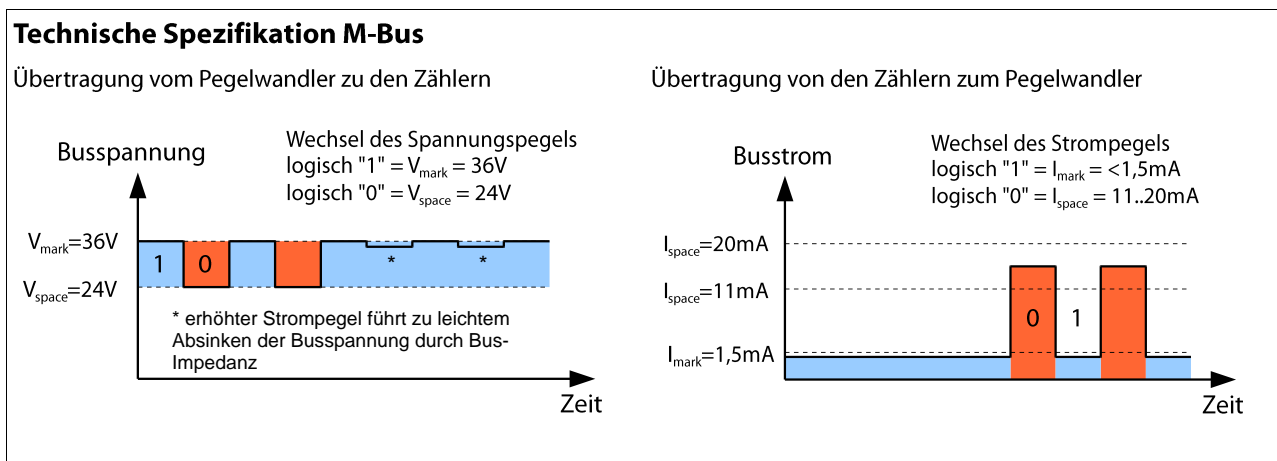 Technische Spezifikation M-Bus
Übertragung vom Pegelwandler zu den Zählern
Wechsel des Spannungspegels
logisch "1" = Vmark = 36V
logisch "0" = Vspace = 24V
Busspannung
Vmark=36V
1
0
*
*
Vspace=24V
* erhöhter Strompegel führt zu leichtem
Absinken der Busspannung durch Bus-
Impedanz
Zeit
Übertragung von den Zählern zum Pegelwandler
Wechsel des Strompegels
logisch "1" = Imark = <1,5mA
logisch "0" = Ispace = 11..20mA
Busstrom
Ispace=20mA
Ispace=11mA
0
1
Imark=1,5mA
Zeit